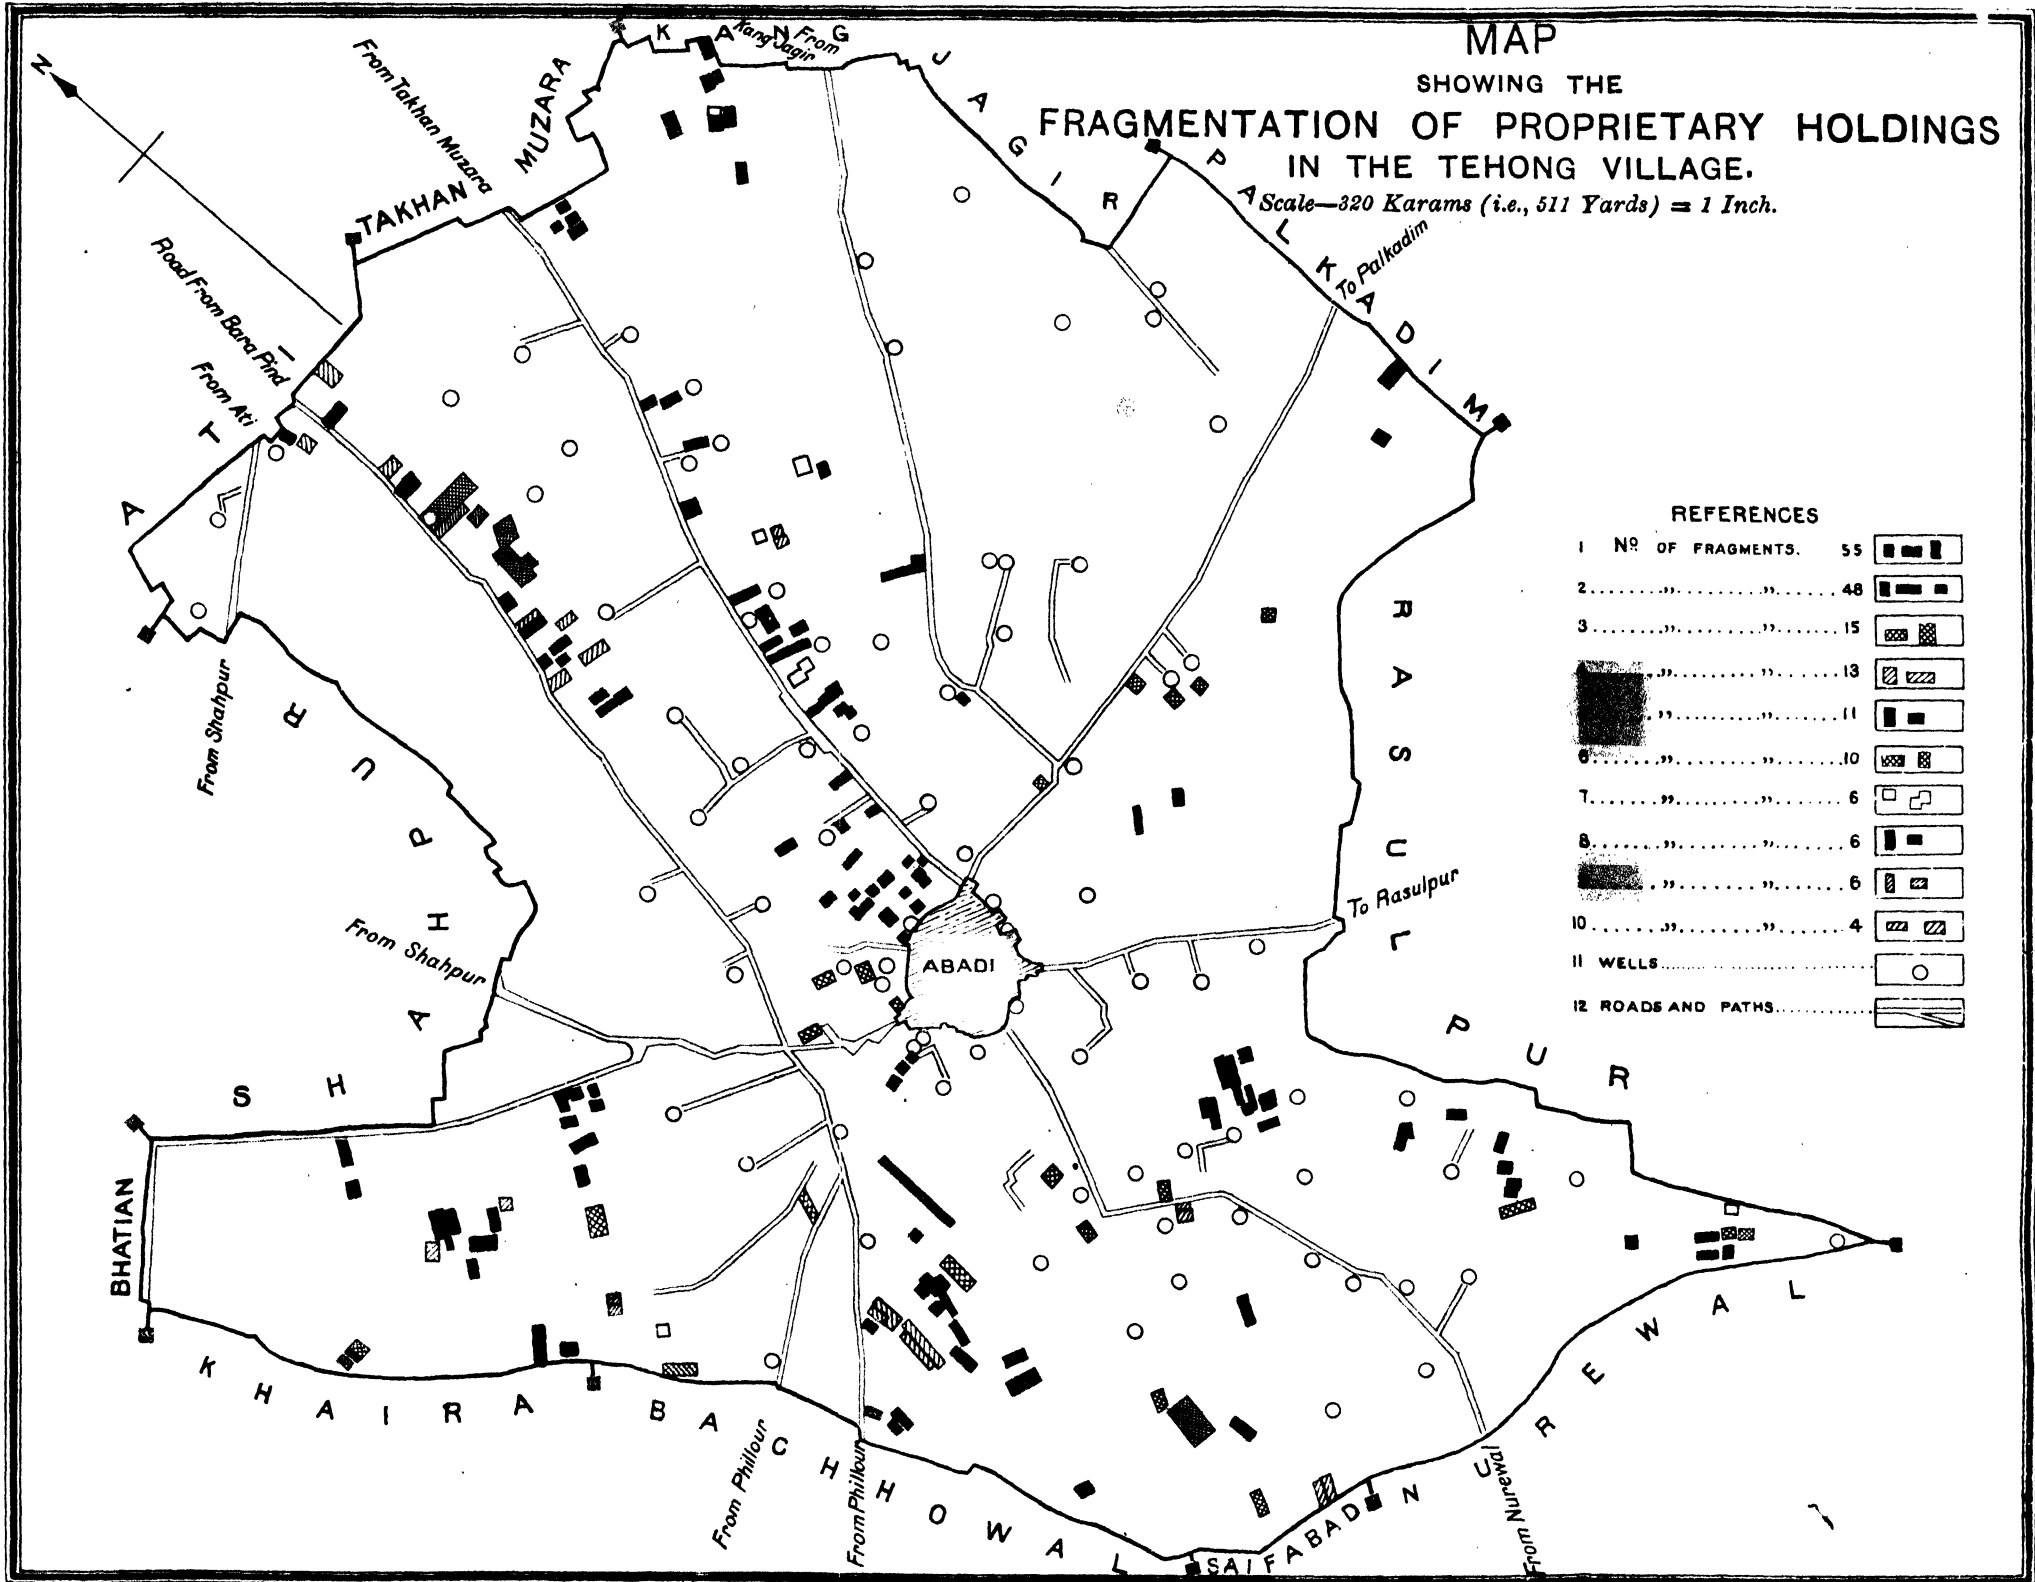 MAP
SHOWING THE
FRAGMENTATION OF PROPRIETARY HOLDINGS
IN THE TEHONG VILLAGE.
Scale—320 Karams (i.e., 511 Yards) = 1 Inch.
N
KANG JAGIR
From Kang Jagir
From Takhan Muzara
TAKHAN MUZARA
PALKADIM
To Palkadim
Road From Bara Pind
From Ati
ATI
REFERENCES
1 No. OF FRAGMENTS. 55
2 ........ „ ........ „ ........ 48
3 ........ „ ........ „ ........ 15
„ ........ „ ........ 13
„ ........ „ ........ 11
6 ........ „ ........ „ ........ 10
7 ........ „ ........ „ ........ 6
8 ........ „ ........ „ ........ 6
„ ........ „ ........ 6
10 ........ „ ........ „ ........ 4
11 WELLS........
12 ROADS AND PATHS........
RASULPUR
From Shahpur
SHAHPUR
To Rasulpur
From Shahpur
ABADI
BHATIAN
KHAIRA
BACHHOWAL
From Phillour
From Phillour
SAIFABAD
NUREWAL
From Nurewal